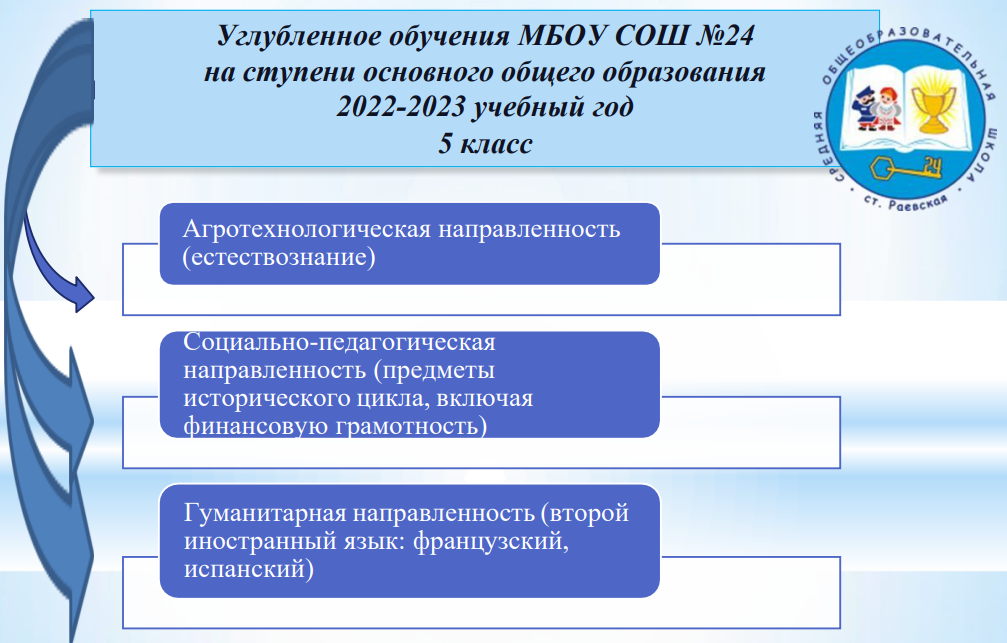 Углубленное обучения МБОУ СОШ №24
на ступени основного общего образования
2022-2023 учебный год
5 класс
СРЕДНЯЯ ОБЩЕОБРАЗОВАТЕЛЬНАЯ ШКОЛА
24
ст. Раевская
Агротехнологическая направленность
(естествознание)
Социально-педагогическая
направленность (предметы
исторического цикла, включая
финансовую грамотность)
Гуманитарная направленность (второй
иностранный язык: французский,
испанский)